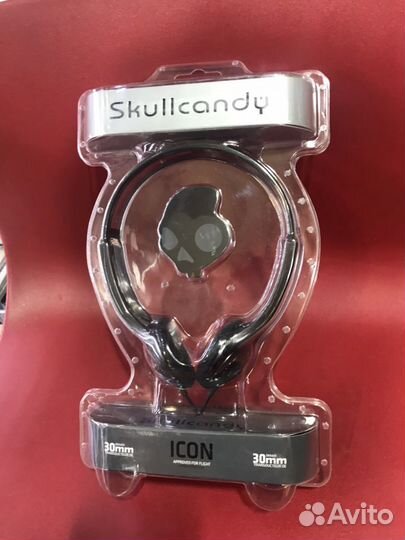 Skullcandy
ICON
APPROVED FOR FLIGHT
30mm
30mm
Avito